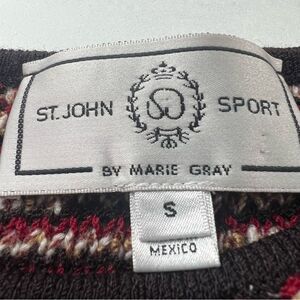 ST. JOHN SPORT
BY MARIE GRAY
S
MEXICO